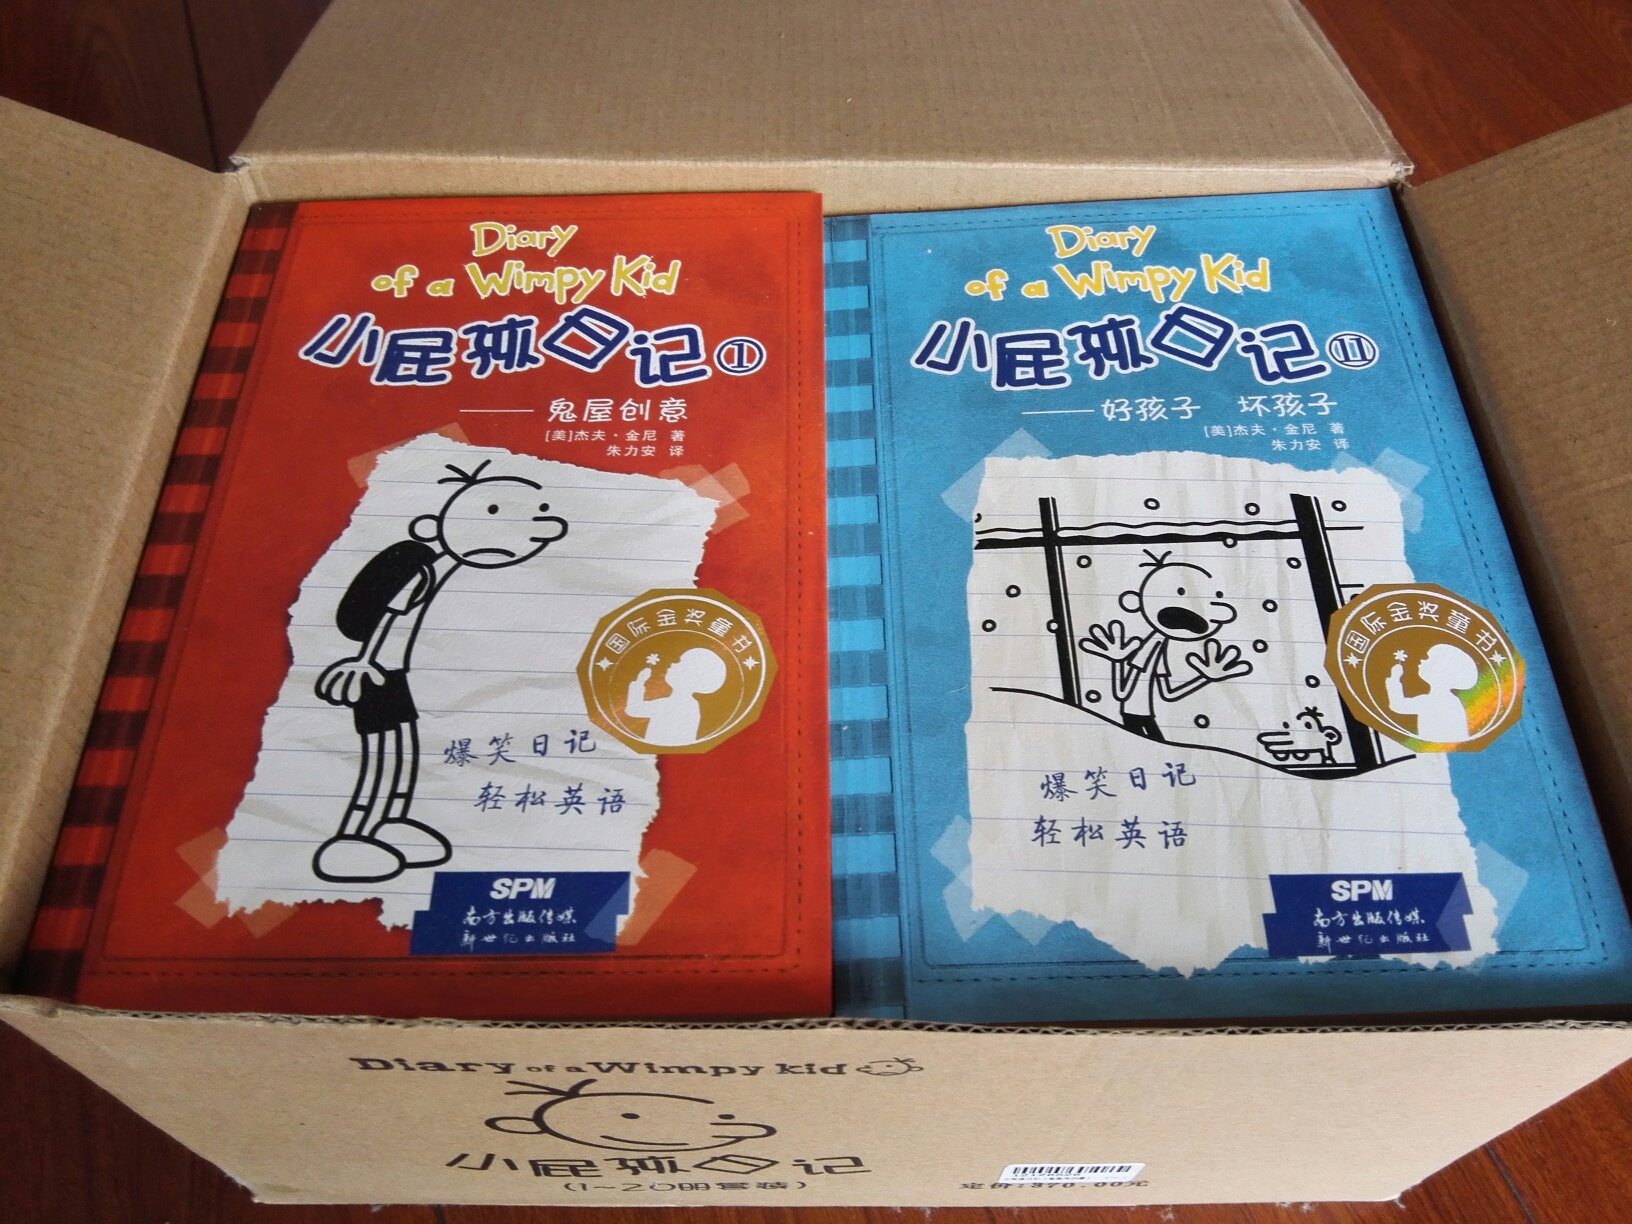 Diary
of a Wimpy Kid
小屁孩日记①
——鬼屋创意
[美]杰夫·金尼 著
朱力安 译
国际金奖童书
爆笑日记
轻松英语
SPM
南方出版传媒
新世纪出版社
Diary
of a Wimpy Kid
小屁孩日记⑪
——好孩子 坏孩子
[美]杰夫·金尼 著
朱力安 译
国际金奖童书
爆笑日记
轻松英语
SPM
南方出版传媒
新世纪出版社
Diary of a Wimpy kid
小屁孩日记
(1~20册套装)
定价:370.00元